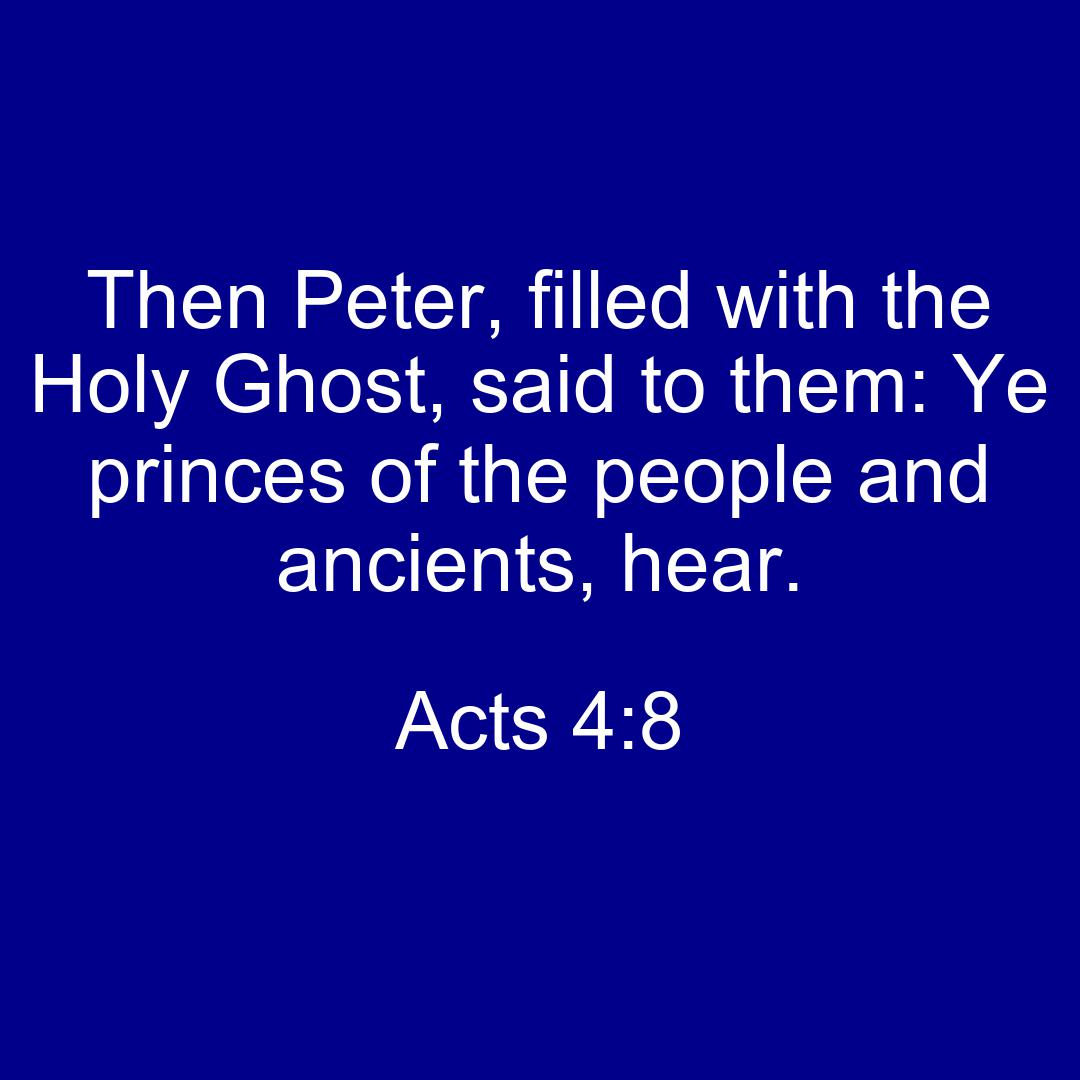 Then Peter, filled with the
Holy Ghost, said to them: Ye
princes of the people and
ancients, hear.
Acts 4:8